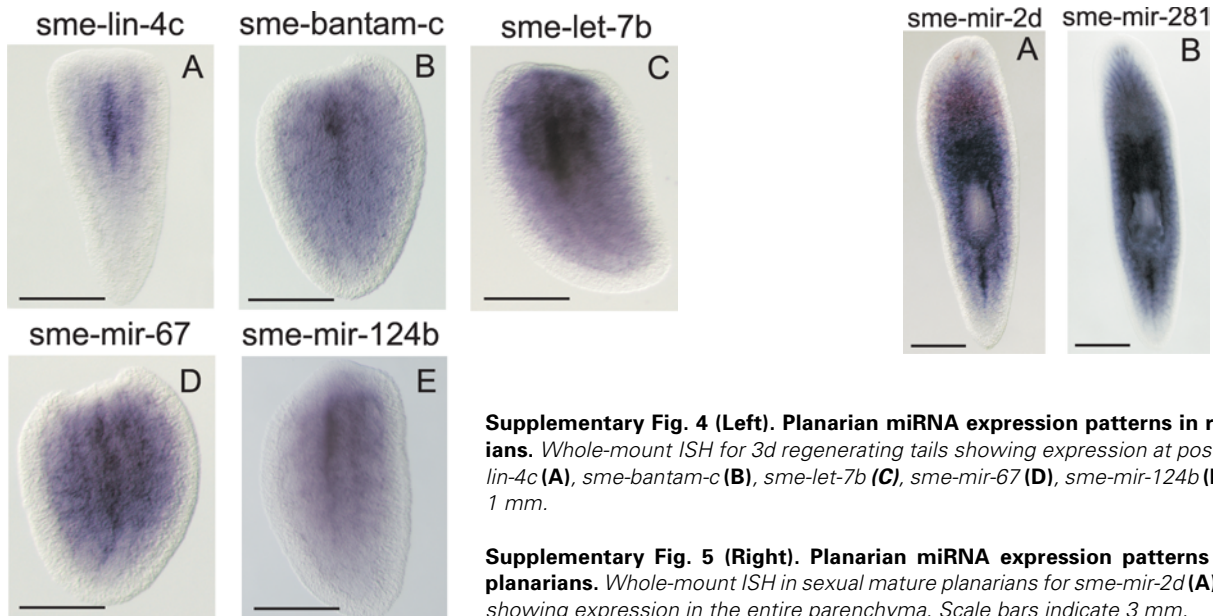 sme-lin-4c
sme-bantam-c
sme-let-7b
A
B
C
sme-mir-67
sme-mir-124b
D
E
sme-mir-2d
sme-mir-281
A
B
Supplementary Fig. 4 (Left). Planarian miRNA expression patterns in
ians. Whole-mount ISH for 3d regenerating tails showing expression at
lin-4c (A), sme-bantam-c (B), sme-let-7b (C), sme-mir-67 (D), sme-mir-124b
1 mm.
Supplementary Fig. 5 (Right). Planarian miRNA expression patterns
planarians. Whole-mount ISH in sexual mature planarians for sme-mir-2d (A)
showing expression in the entire parenchyma. Scale bars indicate 3 mm.